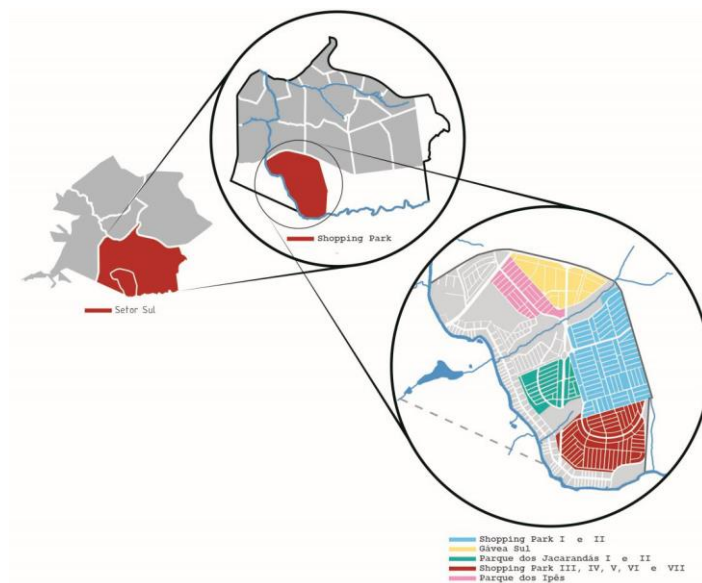 Shopping Park
Setor Sul
Shopping Park I e II
Gávea Sul
Parque dos Jacarandás I e II
Shopping Park III, IV, V, VI e VII
Parque dos Ipês